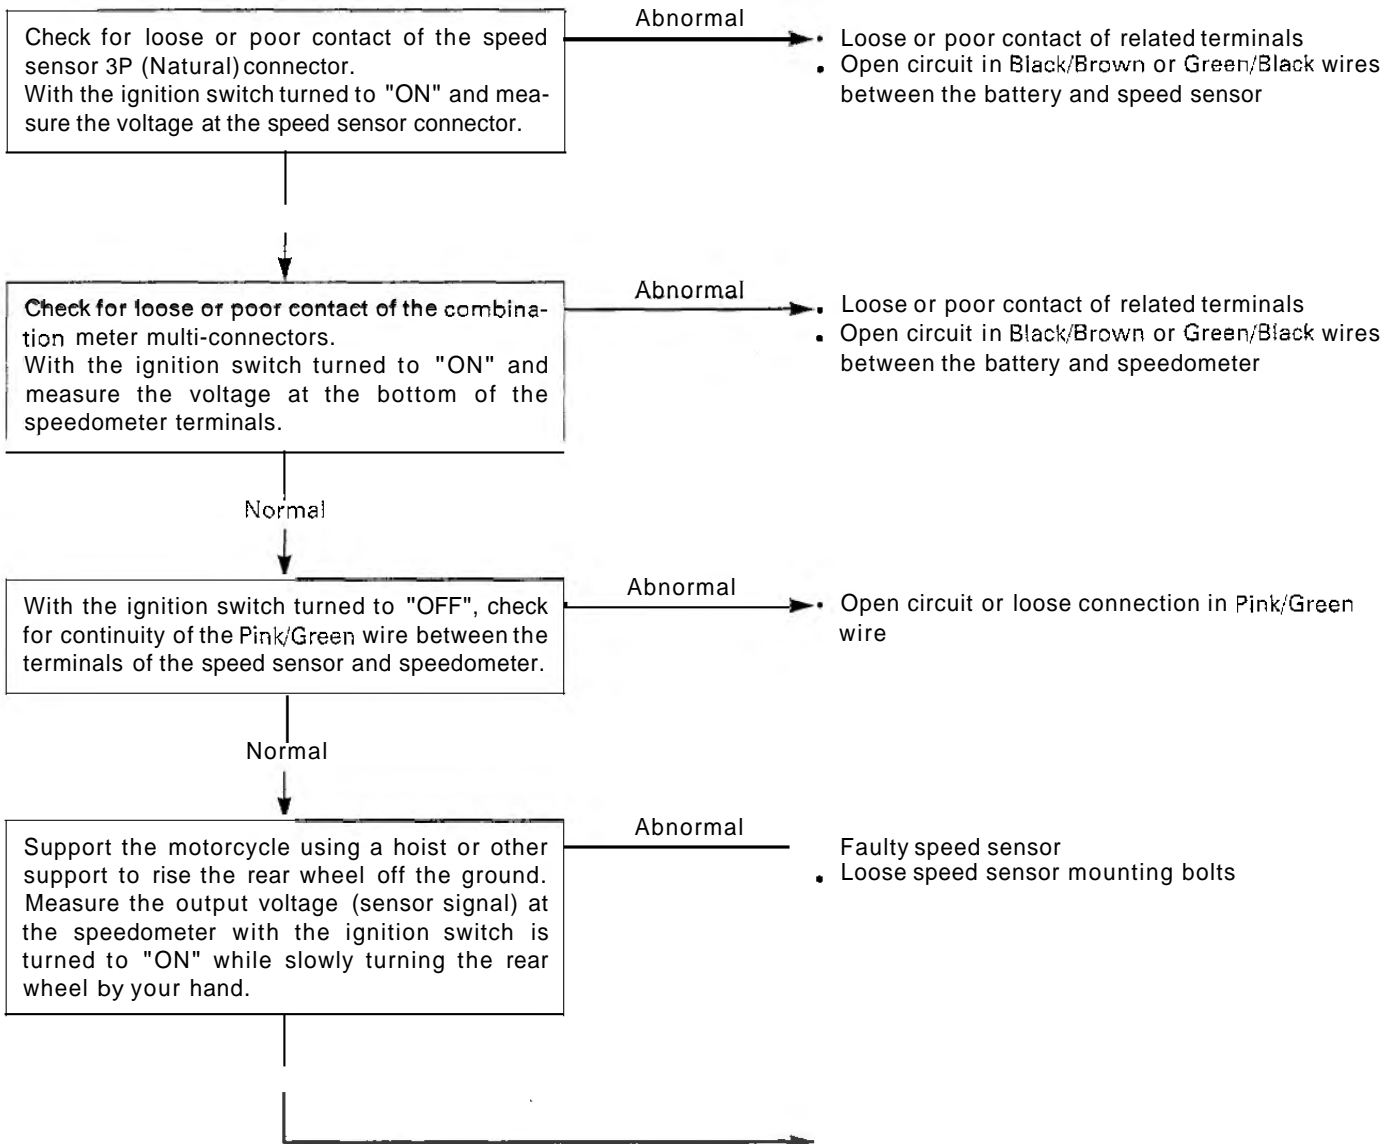 Abnormal
Check for loose or poor contact of the speed
sensor 3P (Natural) connector.
With the ignition switch turned to "ON" and mea-
sure the voltage at the speed sensor connector.
• Loose or poor contact of related terminals
• Open circuit in Black/Brown or Green/Black wires
between the battery and speed sensor
Abnormal
Check for loose or poor contact of the combina-
tion meter multi-connectors.
With the ignition switch turned to "ON" and
measure the voltage at the bottom of the
speedometer terminals.
• Loose or poor contact of related terminals
• Open circuit in Black/Brown or Green/Black wires
between the battery and speedometer
Normal
Abnormal
With the ignition switch turned to "OFF", check
for continuity of the Pink/Green wire between the
terminals of the speed sensor and speedometer.
• Open circuit or loose connection in Pink/Green
wire
Normal
Abnormal
Support the motorcycle using a hoist or other
support to rise the rear wheel off the ground.
Measure the output voltage (sensor signal) at
the speedometer with the ignition switch is
turned to "ON" while slowly turning the rear
wheel by your hand.
Faulty speed sensor
• Loose speed sensor mounting bolts